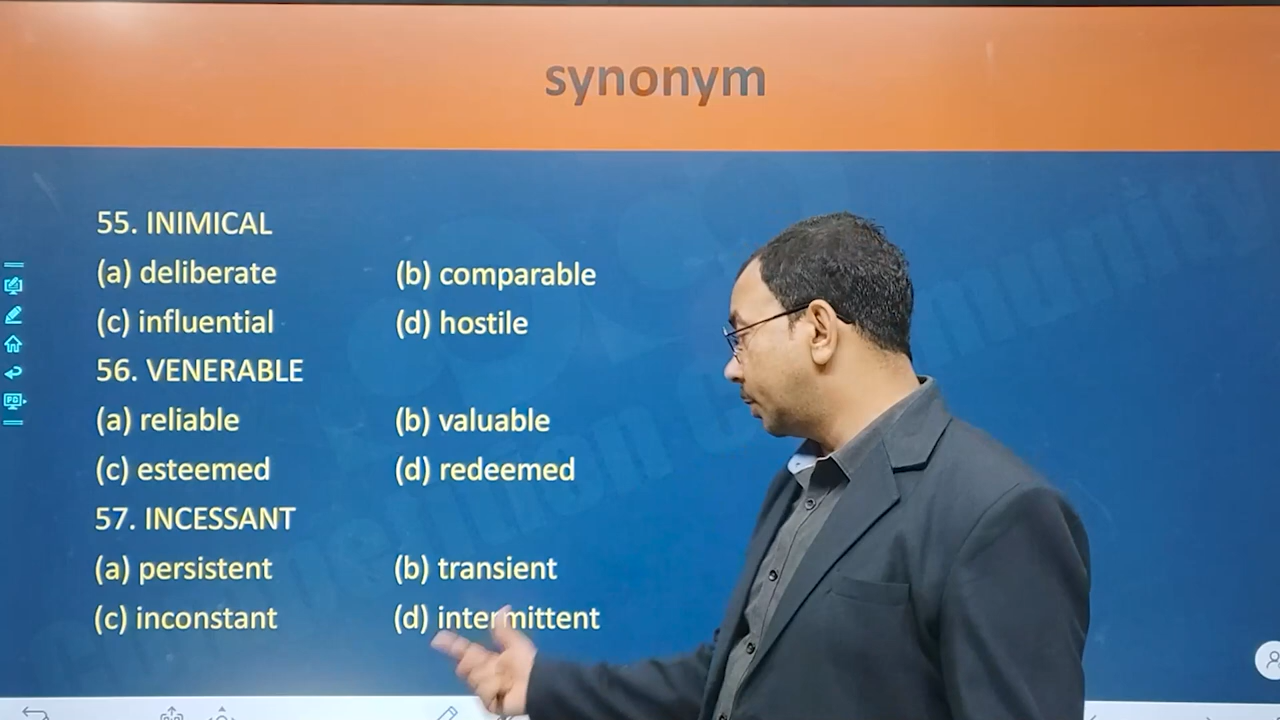 synonym
55. INIMICAL
(a) deliberate (b) comparable
(c) influential (d) hostile
56. VENERABLE
(a) reliable (b) valuable
(c) esteemed (d) redeemed
57. INCESSANT
(a) persistent (b) transient
(c) inconstant (d) intermittent